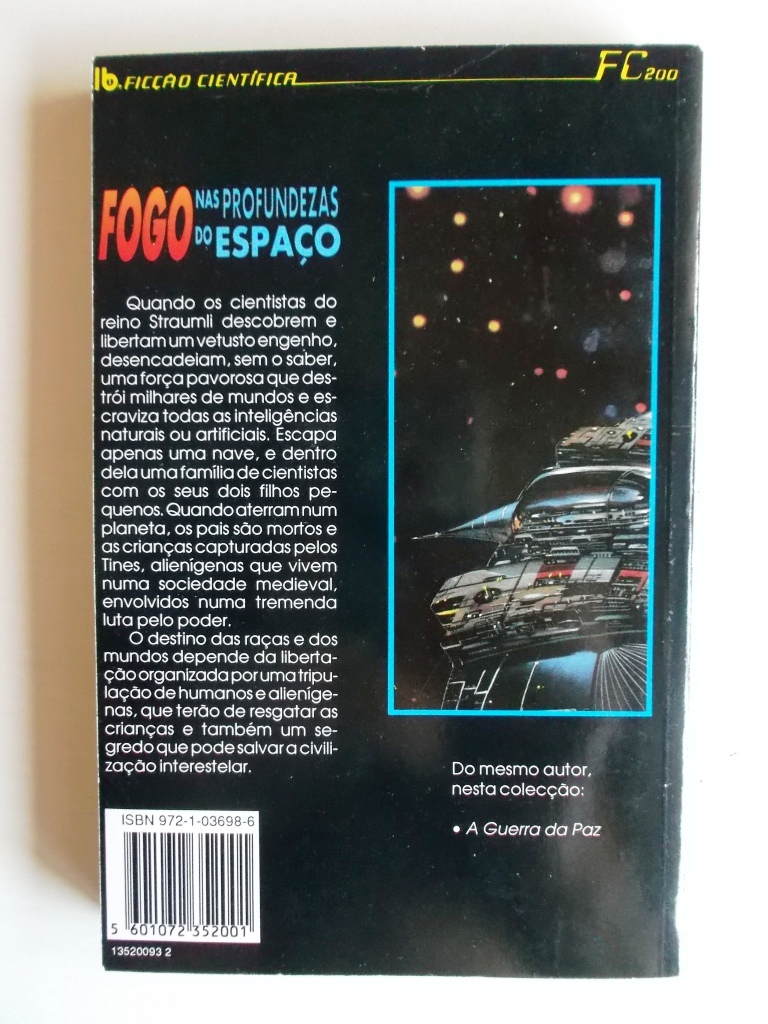 lb. FICÇÃO CIENTÍFICA
FC 200
FOGO NAS PROFUNDEZAS
DO ESPAÇO
Quando os cientistas do
reino Straumli descobrem e
libertam um vetusto engenho,
desencadeiam, sem o saber,
uma força pavorosa que des-
trói milhares de mundos e es-
craviza todas as inteligências
naturais ou artificiais. Escapa
apenas uma nave, e dentro
dela uma família de cientistas
com os seus dois filhos pe-
quenos. Quando aterram num
planeta, os pais são mortos e
as crianças capturadas pelos
Tines, alienígenas que vivem
numa sociedade medieval,
envolvidos numa tremenda
luta pelo poder.
O destino das raças e dos
mundos depende da liberta-
ção organizada por uma tripu-
lação de humanos e alieníge-
nas, que terão de resgatar as
crianças e também um se-
gredo que pode salvar a civili-
zação interestelar.
Do mesmo autor,
nesta colecção:
• A Guerra da Paz
ISBN 972-1-03698-6
5 601072 352001
13520093 2